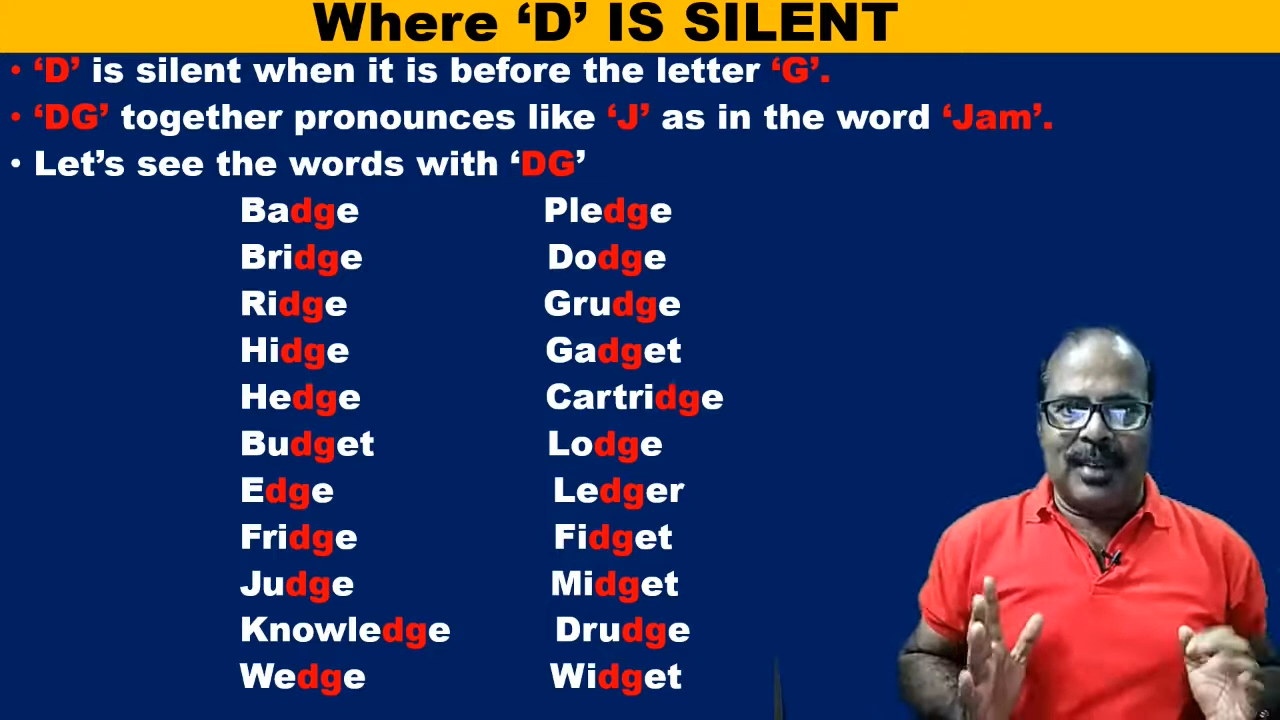 Where ‘D’ IS SILENT
• ‘D’ is silent when it is before the letter ‘G’.
• ‘DG’ together pronounces like ‘J’ as in the word ‘Jam’.
• Let’s see the words with ‘DG’
Badge Pledge
Bridge Dodge
Ridge Grudge
Hidge Gadget
Hedge Cartridge
Budget Lodge
Edge Ledger
Fridge Fidget
Judge Midget
Knowledge Drudge
Wedge Widget